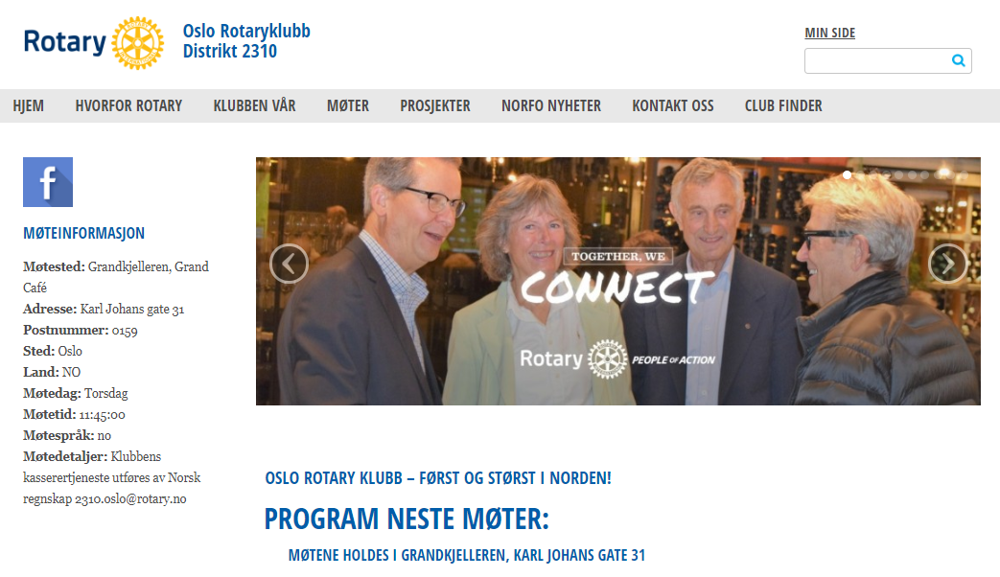 Rotary
Oslo Rotaryklubb
Distrikt 2310
MIN SIDE
HJEM HVORFOR ROTARY KLUBBEN VÅR MØTER PROSJEKTER NORFO NYHETER KONTAKT OSS CLUB FINDER
f
MØTEINFORMASJON
Møtested: Grandkjelleren, Grand
Café
Adresse: Karl Johans gate 31
Postnummer: 0159
Sted: Oslo
Land: NO
Møtedag: Torsdag
Møtetid: 11:45:00
Møtespråk: no
Møtedetaljer: Klubbens
kasserertjeneste utføres av Norsk
regnskap 2310.oslo@rotary.no
TOGETHER, WE
CONNECT
Rotary PEOPLE OF ACTION
OSLO ROTARY KLUBB – FØRST OG STØRST I NORDEN!
PROGRAM NESTE MØTER:
MØTENE HOLDES I GRANDKJELLEREN, KARL JOHANS GATE 31